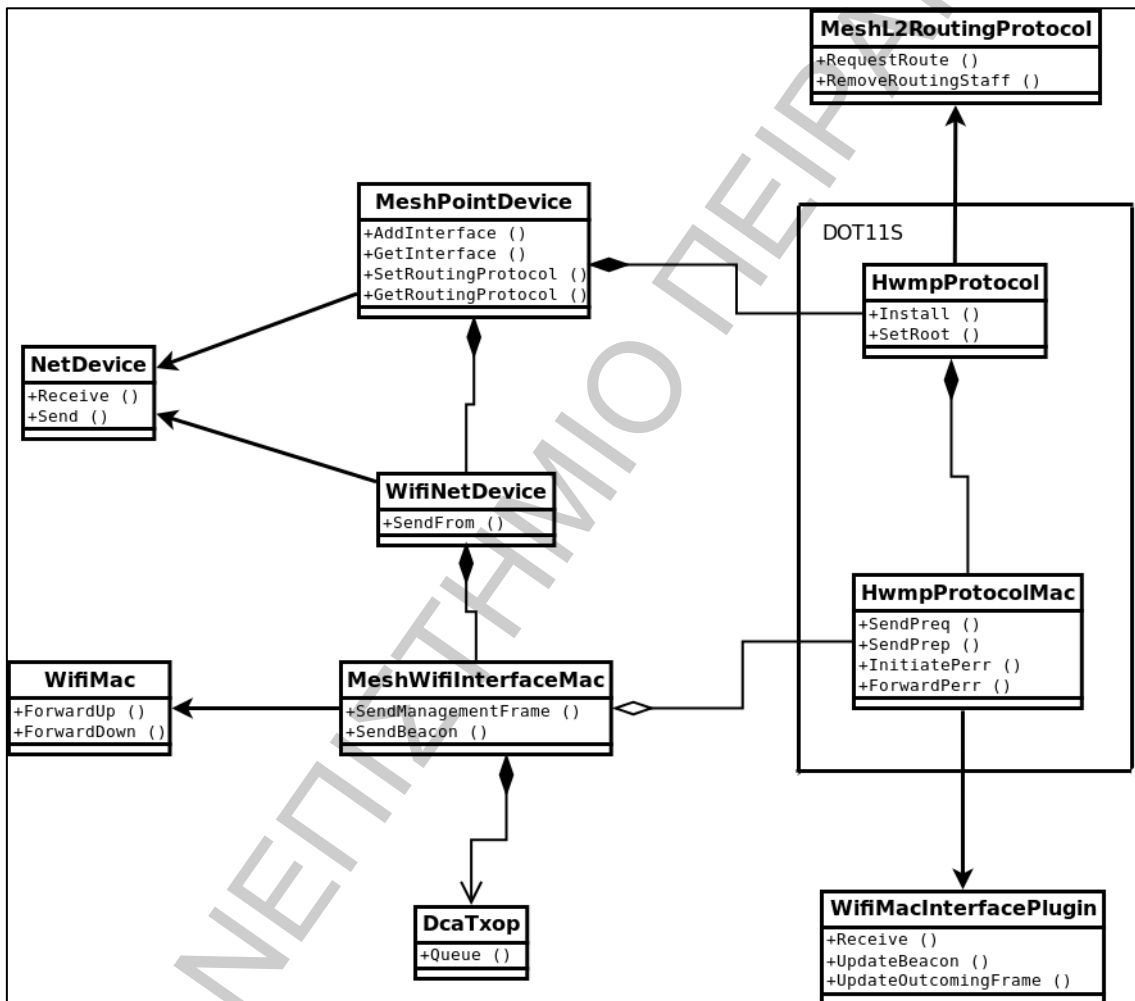 MeshL2RoutingProtocol
+RequestRoute ()
+RemoveRoutingStaff ()
MeshPointDevice
+AddInterface ()
+GetInterface ()
+SetRoutingProtocol ()
+GetRoutingProtocol ()
DOT11S
HwmpProtocol
+Install ()
+SetRoot ()
NetDevice
+Receive ()
+Send ()
WifiNetDevice
+SendFrom ()
HwmpProtocolMac
+SendPreq ()
+SendPrep ()
+InitiatePerr ()
+ForwardPerr ()
WifiMac
+ForwardUp ()
+ForwardDown ()
MeshWifiInterfaceMac
+SendManagementFrame ()
+SendBeacon ()
DcaTxop
+Queue ()
WifiMacInterfacePlugin
+Receive ()
+UpdateBeacon ()
+UpdateOutcomingFrame ()